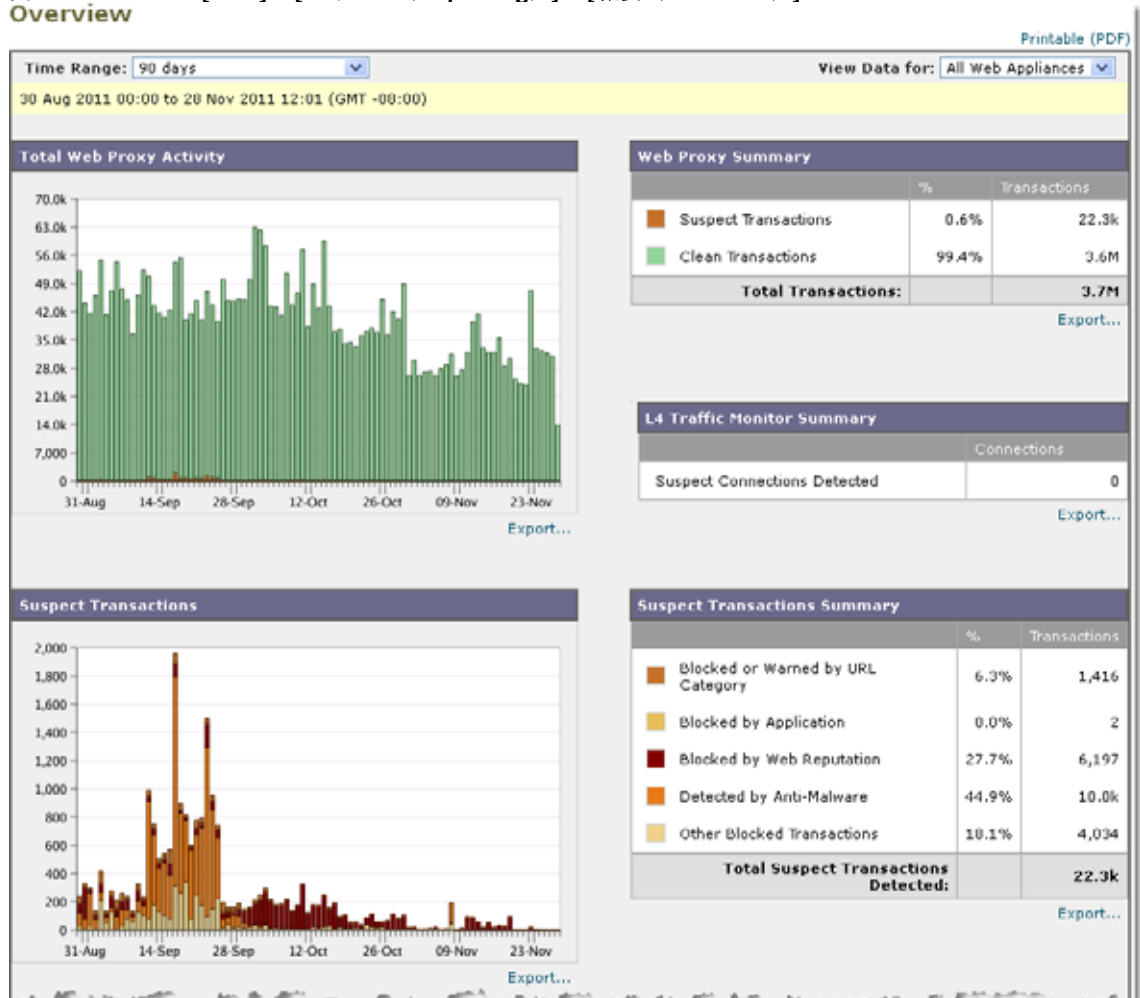 Overview
Printable (PDF)
Time Range: 90 days
View Data for: All Web Appliances
30 Aug 2011 00:00 to 28 Nov 2011 12:01 (GMT -08:00)
Total Web Proxy Activity
70.0k
63.0k
56.0k
49.0k
42.0k
35.0k
28.0k
21.0k
14.0k
7,000
0
31-Aug 14-Sep 28-Sep 12-Oct 26-Oct 09-Nov 23-Nov
Export...
Web Proxy Summary
% Transactions
Suspect Transactions 0.6% 22.3k
Clean Transactions 99.4% 3.6M
Total Transactions: 3.7M
Export...
L4 Traffic Monitor Summary
Connections
Suspect Connections Detected 0
Export...
Suspect Transactions
2,000
1,800
1,600
1,400
1,200
1,000
800
600
400
200
0
31-Aug 14-Sep 28-Sep 12-Oct 26-Oct 09-Nov 23-Nov
Export...
Suspect Transactions Summary
% Transactions
Blocked or Warned by URL
Category 6.3% 1,416
Blocked by Application 0.0% 2
Blocked by Web Reputation 27.7% 6,197
Detected by Anti-Malware 44.9% 10.0k
Other Blocked Transactions 18.1% 4,034
Total Suspect Transactions
Detected: 22.3k
Export...